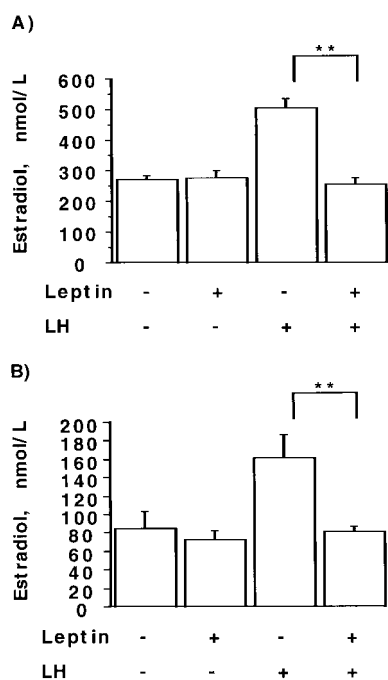 A)
**
Estradiol, nmol/L
600
500
400
300
200
100
0
Leptin - + - +
LH - - + +
B)
**
Estradiol, nmol/L
200
180
160
140
120
100
80
60
40
20
0
Leptin - + - +
LH - - + +